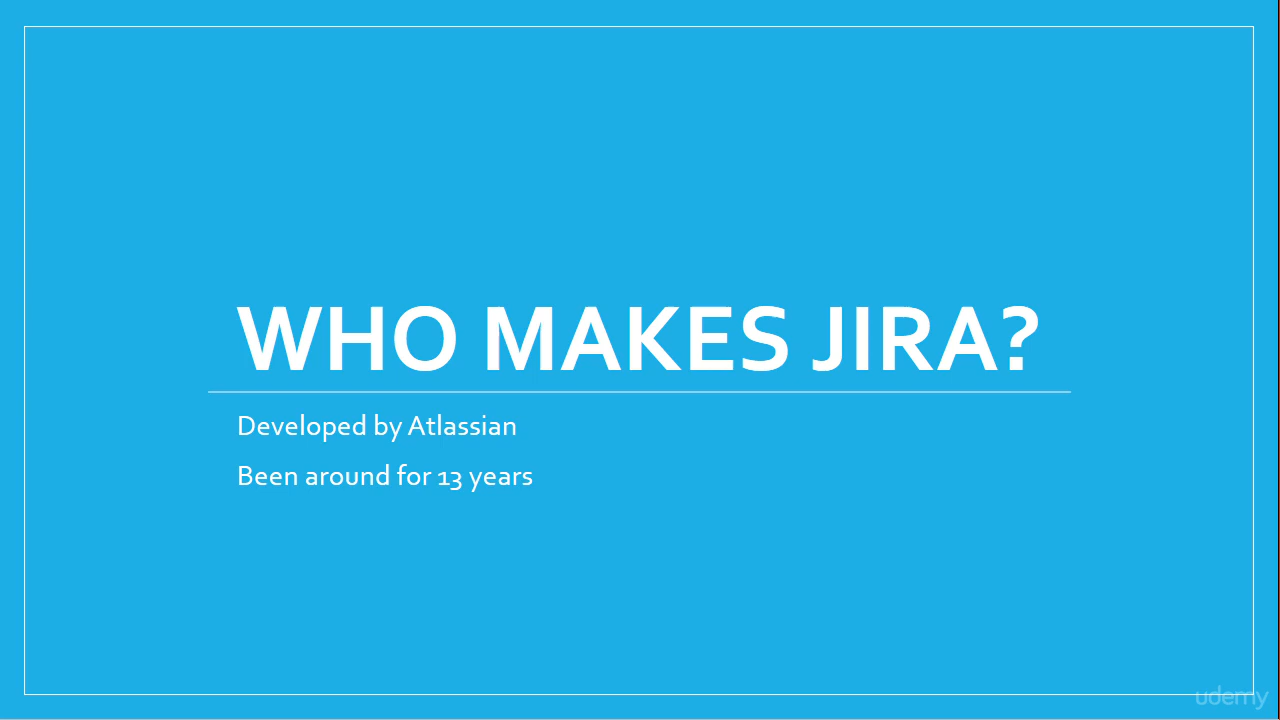 WHO MAKES JIRA?
Developed by Atlassian
Been around for 13 years
udemy